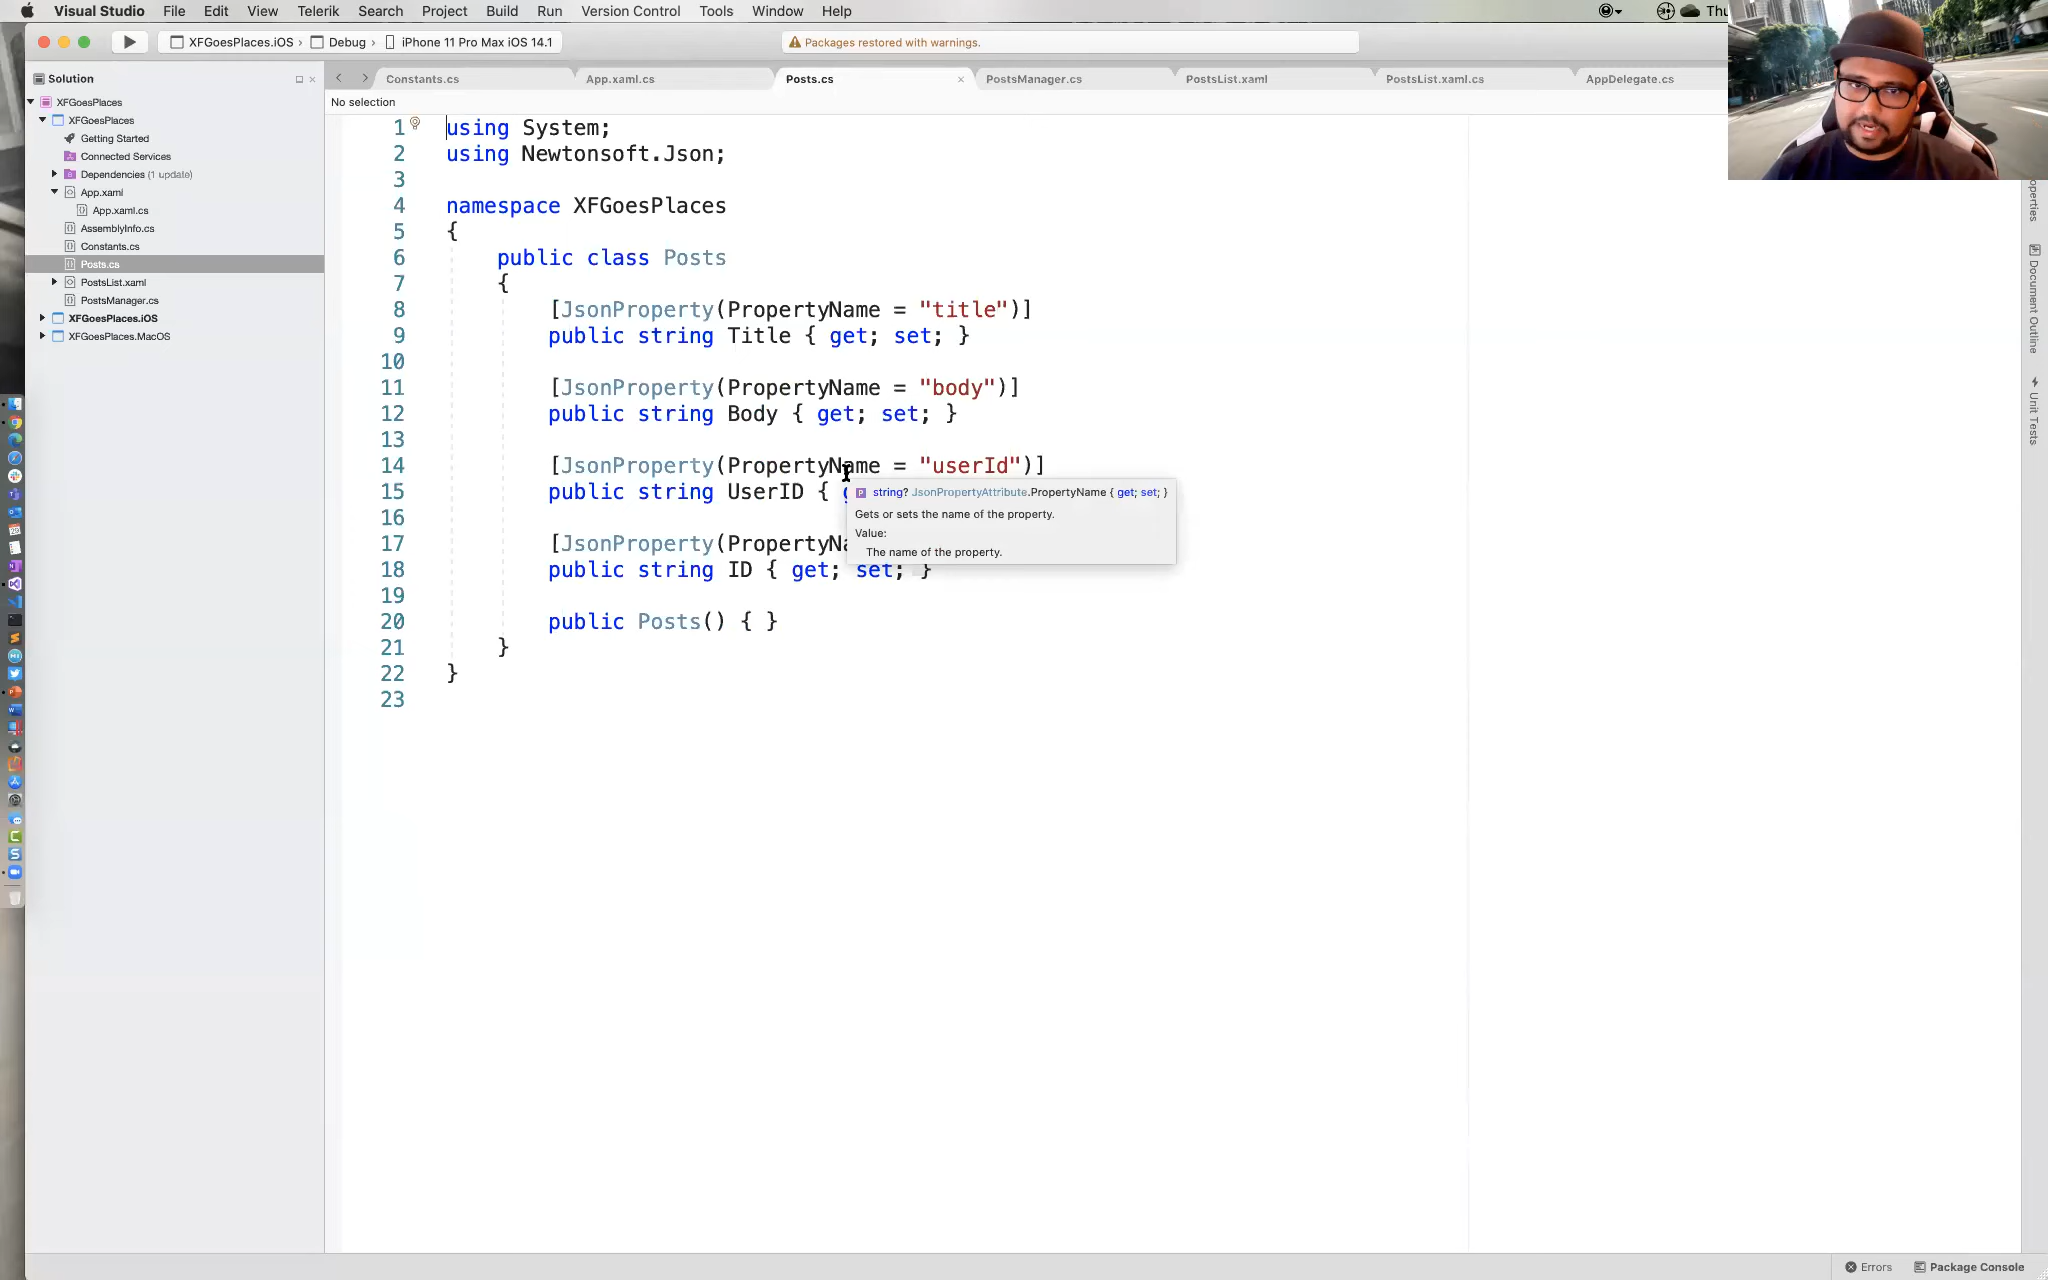 Visual Studio File Edit View Telerik Search Project Build Run Version Control Tools Window Help Thu
XFGoesPlaces.iOS › Debug › iPhone 11 Pro Max iOS 14.1
Packages restored with warnings.
Solution
XFGoesPlaces
XFGoesPlaces
Getting Started
Connected Services
Dependencies (1 update)
App.xaml
App.xaml.cs
AssemblyInfo.cs
Constants.cs
Posts.cs
PostsList.xaml
PostsManager.cs
XFGoesPlaces.iOS
XFGoesPlaces.MacOS
Constants.cs App.xaml.cs Posts.cs PostsManager.cs PostsList.xaml PostsList.xaml.cs AppDelegate.cs
No selection
1 using System;
2 using Newtonsoft.Json;
3
4 namespace XFGoesPlaces
5 {
6 public class Posts
7 {
8 [JsonProperty(PropertyName = "title")]
9 public string Title { get; set; }
10
11 [JsonProperty(PropertyName = "body")]
12 public string Body { get; set; }
13
14 [JsonProperty(PropertyName = "userId")]
15 public string UserID {
16
17 [JsonProperty(PropertyNa
18 public string ID { get; set; }
19
20 public Posts() { }
21 }
22 }
23
string? JsonPropertyAttribute.PropertyName { get; set; }
Gets or sets the name of the property.
Value:
The name of the property.
operties
Document Outline
Unit Tests
Errors
Package Console